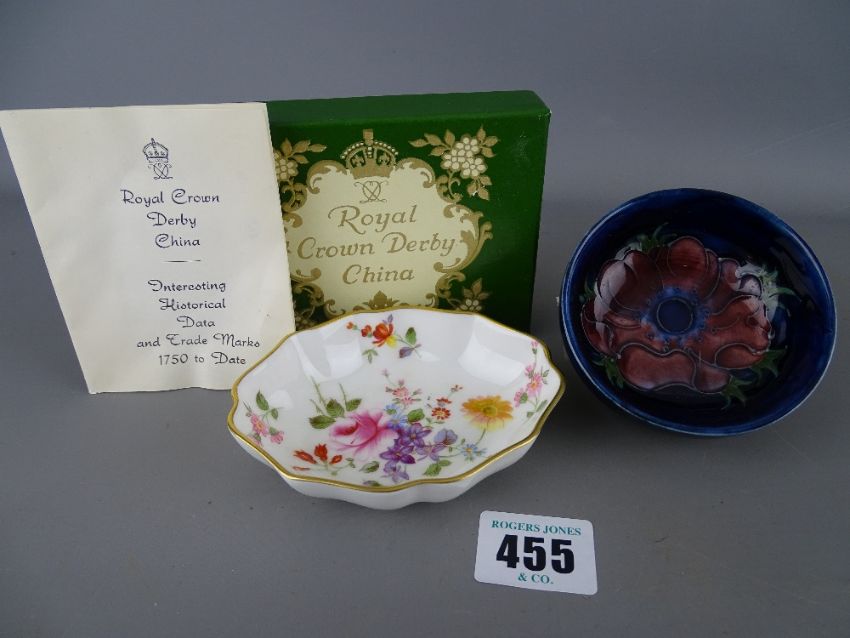 Royal Crown
Derby
China
Interesting
Historical
Data
and Trade Marks
1750 to Date
Royal
Crown Derby
China
ROGERS JONES
455
& CO.